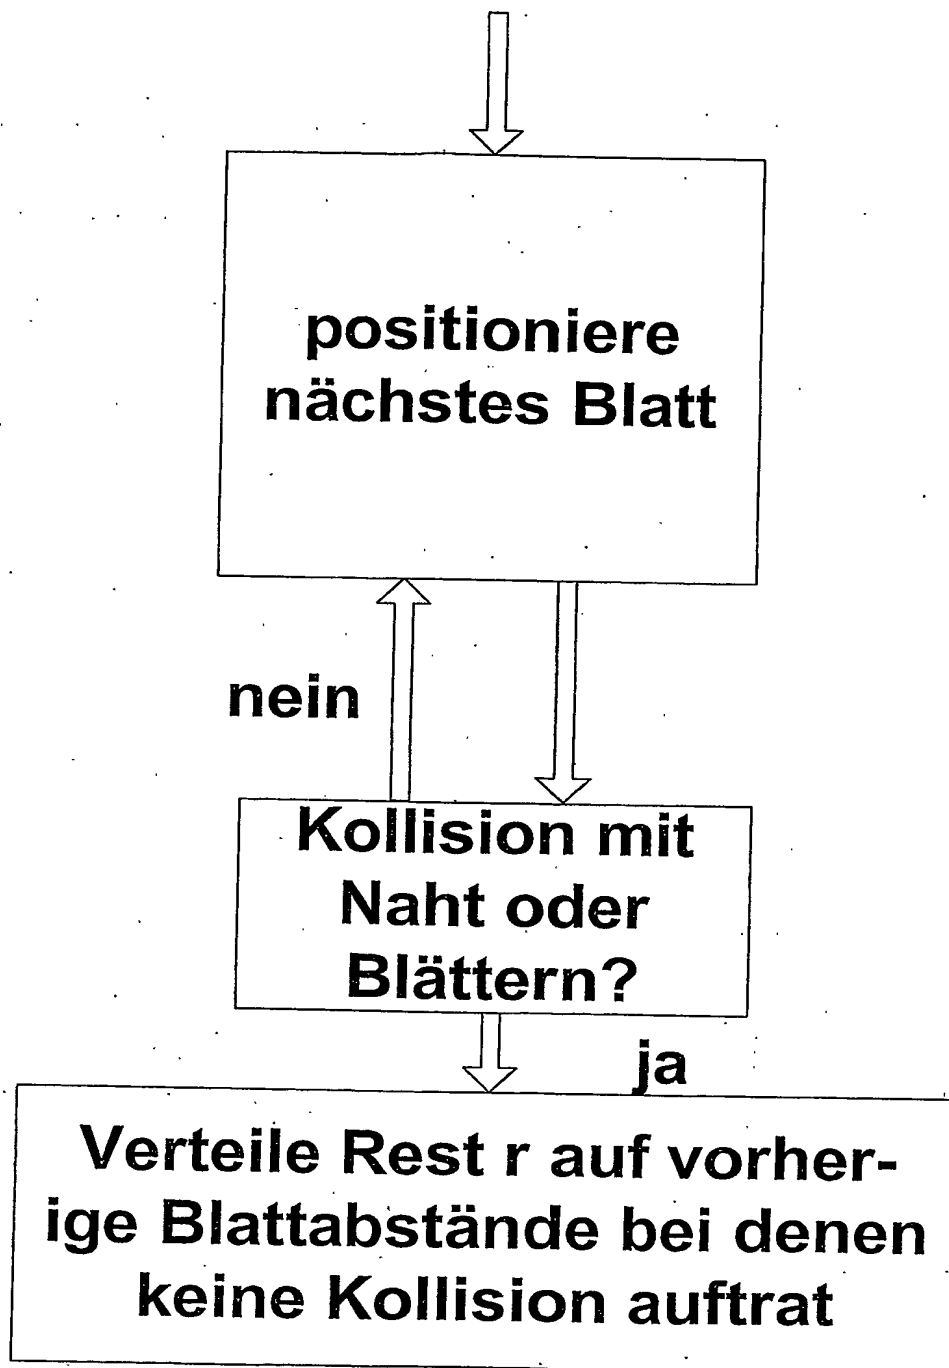 positioniere
nächstes Blatt
nein
Kollision mit
Naht oder
Blättern?
ja
Verteile Rest r auf vorher-
ige Blattabstände bei denen
keine Kollision auftrat